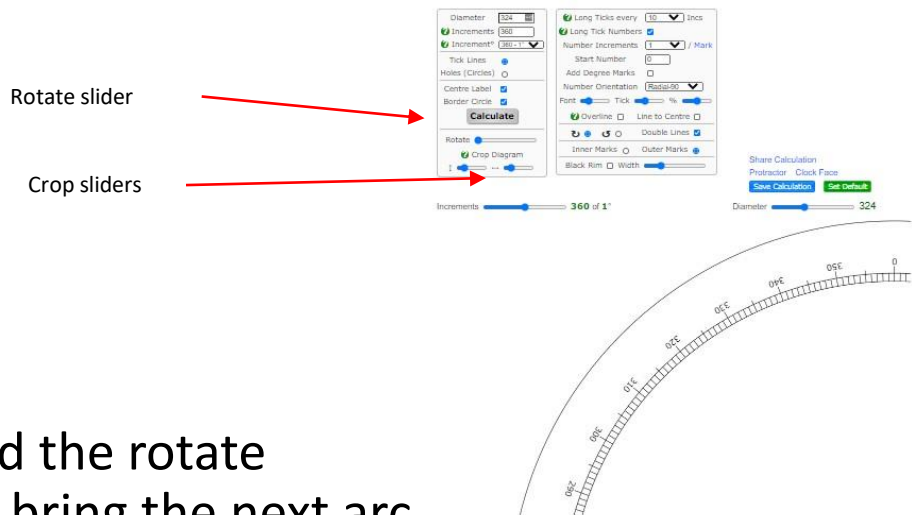 Rotate slider
Crop sliders
Diameter 324
Increments 360
Increment° 360 - 1°
Tick Lines
Holes (Circles)
Centre Label
Border Circle
Calculate
Rotate
Crop Diagram
Long Ticks every 10 Incs
Long Tick Numbers
Number Increments 1 / Mark
Start Number 0
Add Degree Marks
Number Orientation Radial-90
Font Tick %
Overline Line to Centre
Double Lines
Inner Marks Outer Marks
Black Rim Width
Share Calculation
Protractor Clock Face
Save Calculation Set Default
Increments 360 of 1°
Diameter 324
0
350
340
330
320
310
300
290
d the rotate
bring the next arc